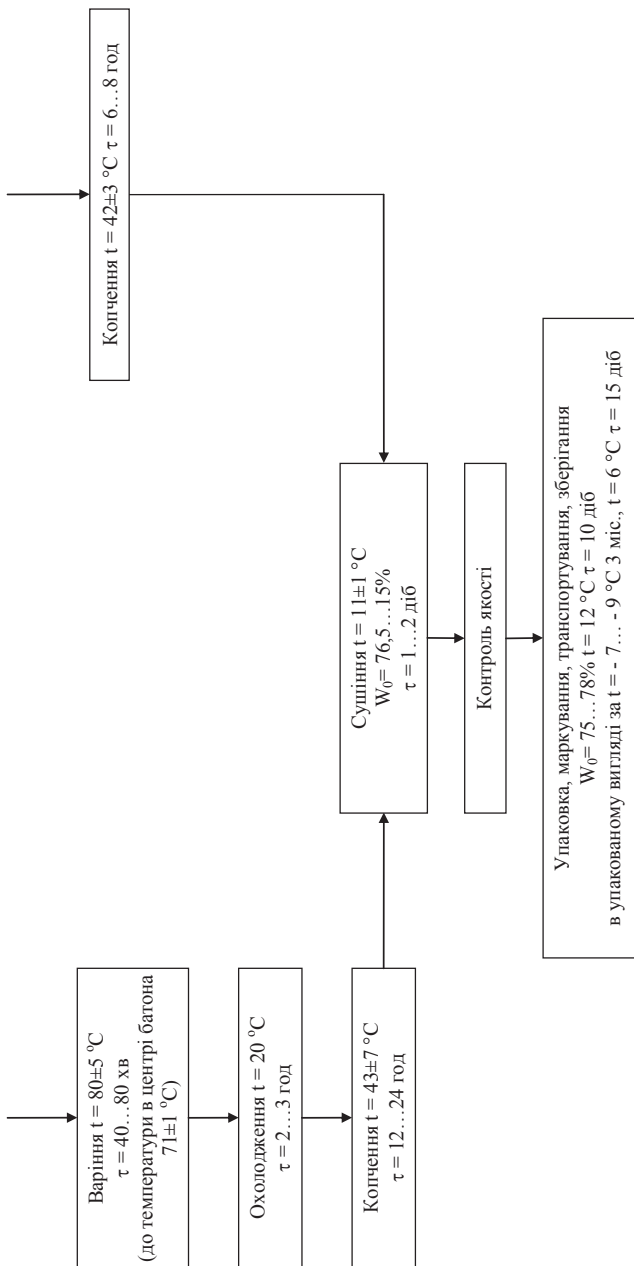 Варіння t = 80±5 °С
τ = 40…80 хв
(до температури в центрі батона
71±1 °С)
Охолодження t = 20 °С
τ = 2…3 год
Копчення t = 43±7 °С
τ = 12…24 год
Копчення t = 42±3 °С τ = 6…8 год
Сушіння t = 11±1 °С
W₀= 76,5…15%
τ = 1…2 діб
Контроль якості
Упаковка, маркування, транспортування, зберігання
W₀= 75…78% t = 12 °С τ = 10 діб
в упакованому вигляді за t = - 7… - 9 °С 3 міс., t = 6 °С τ = 15 діб